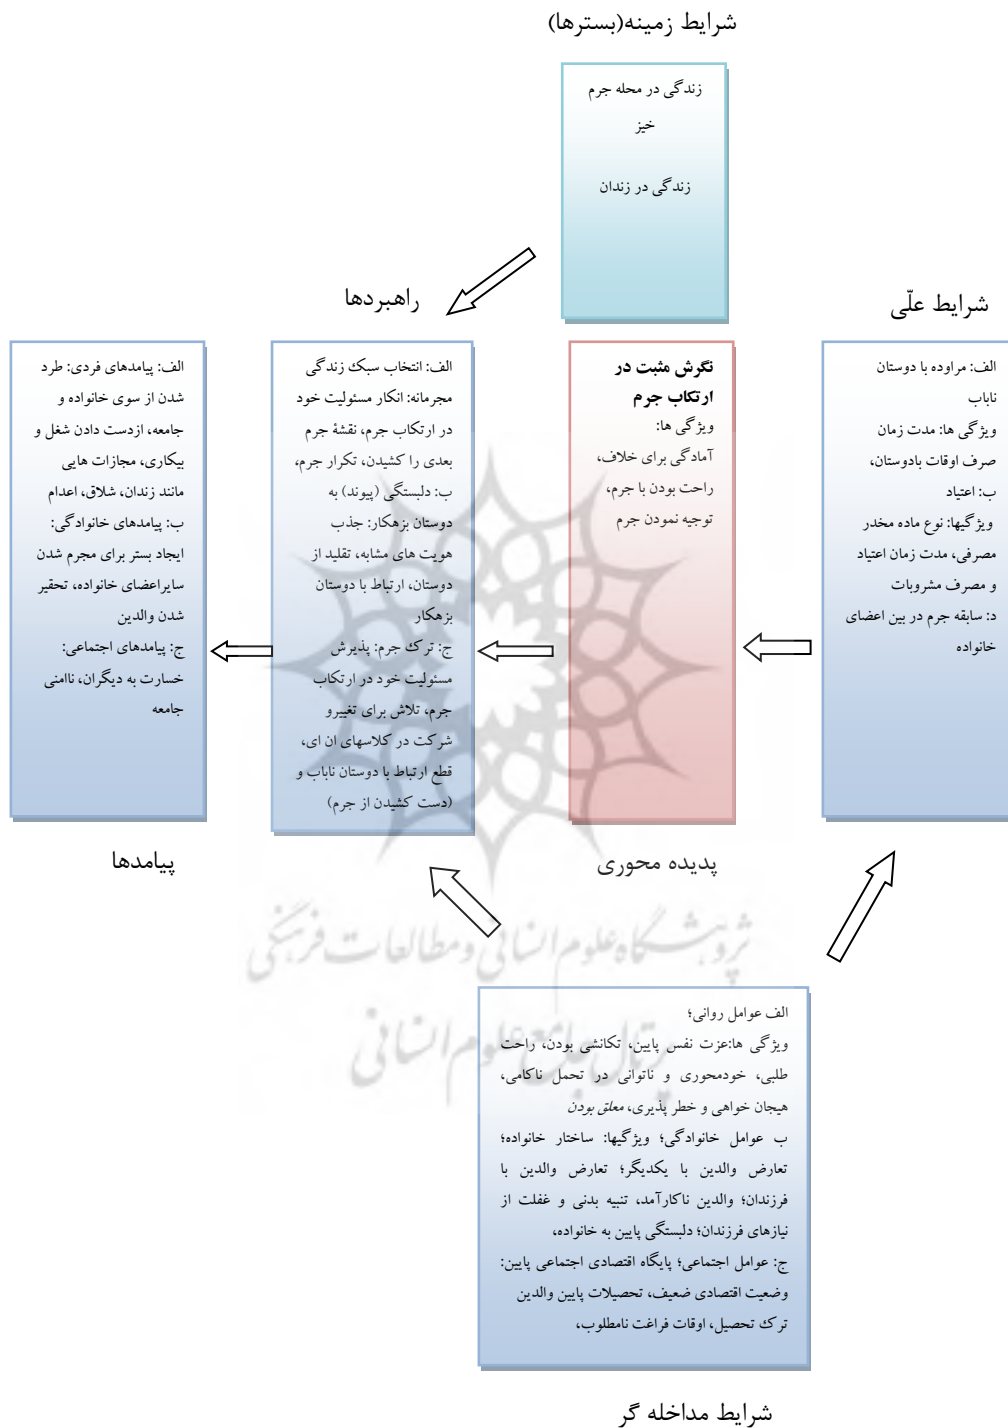 شرایط زمینه(بسترها)
زندگی در محله جرم
خیز
زندگی در زندان
شرایط علّی
الف: مراوده با دوستان
ناباب
ویژگی ها: مدت زمان
صرف اوقات بادوستان،
ب: اعتیاد
ویژگیها: نوع ماده مخدر
مصرفی، مدت زمان اعتیاد
و مصرف مشروبات
د: سابقه جرم در بین اعضای
خانواده
نگرش مثبت در
ارتکاب جرم
ویژگی ها:
آمادگی برای خلاف،
راحت بودن با جرم،
توجیه نمودن جرم
پدیده محوری
راهبردها
الف: انتخاب سبک زندگی
مجرمانه: انکار مسئولیت خود
در ارتکاب جرم، نقشۀ جرم
بعدی را کشیدن، تکرار جرم،
ب: دلبستگی (پیوند) به
دوستان بزهکار: جذب
هویت های مشابه، تقلید از
دوستان، ارتباط با دوستان
بزهکار
ج: ترک جرم: پذیرش
مسئولیت خود در ارتکاب
جرم، تلاش برای تغییرو
شرکت در کلاسهای ان ای،
قطع ارتباط با دوستان ناباب و
(دست کشیدن از جرم)
الف: پیامدهای فردی: طرد
شدن از سوی خانواده و
جامعه، ازدست دادن شغل و
بیکاری، مجازات هایی
مانند زندان، شلاق، اعدام
ب: پیامدهای خانوادگی:
ایجاد بستر برای مجرم شدن
سایراعضای خانواده، تحقیر
شدن والدین
ج: پیامدهای اجتماعی:
خسارت به دیگران، ناامنی
جامعه
پیامدها
الف عوامل روانی؛
ویژگی ها:عزت نفس پایین، تکانشی بودن، راحت
طلبی، خودمحوری و ناتوانی در تحمل ناکامی،
هیجان خواهی و خطر پذیری، معلق بودن
ب عوامل خانوادگی؛ ویژگیها: ساختار خانواده؛
تعارض والدین با یکدیگر؛ تعارض والدین با
فرزندان؛ والدین ناکارآمد، تنبیه بدنی و غفلت از
نیازهای فرزندان؛ دلبستگی پایین به خانواده،
ج: عوامل اجتماعی؛ پایگاه اقتصادی اجتماعی پایین:
وضعیت اقتصادی ضعیف، تحصیلات پایین والدین
ترک تحصیل، اوقات فراغت نامطلوب،
شرایط مداخله گر
پژوهشگاه علوم انسانی و مطالعات فرهنگی
پرتال جامع علوم انسانی